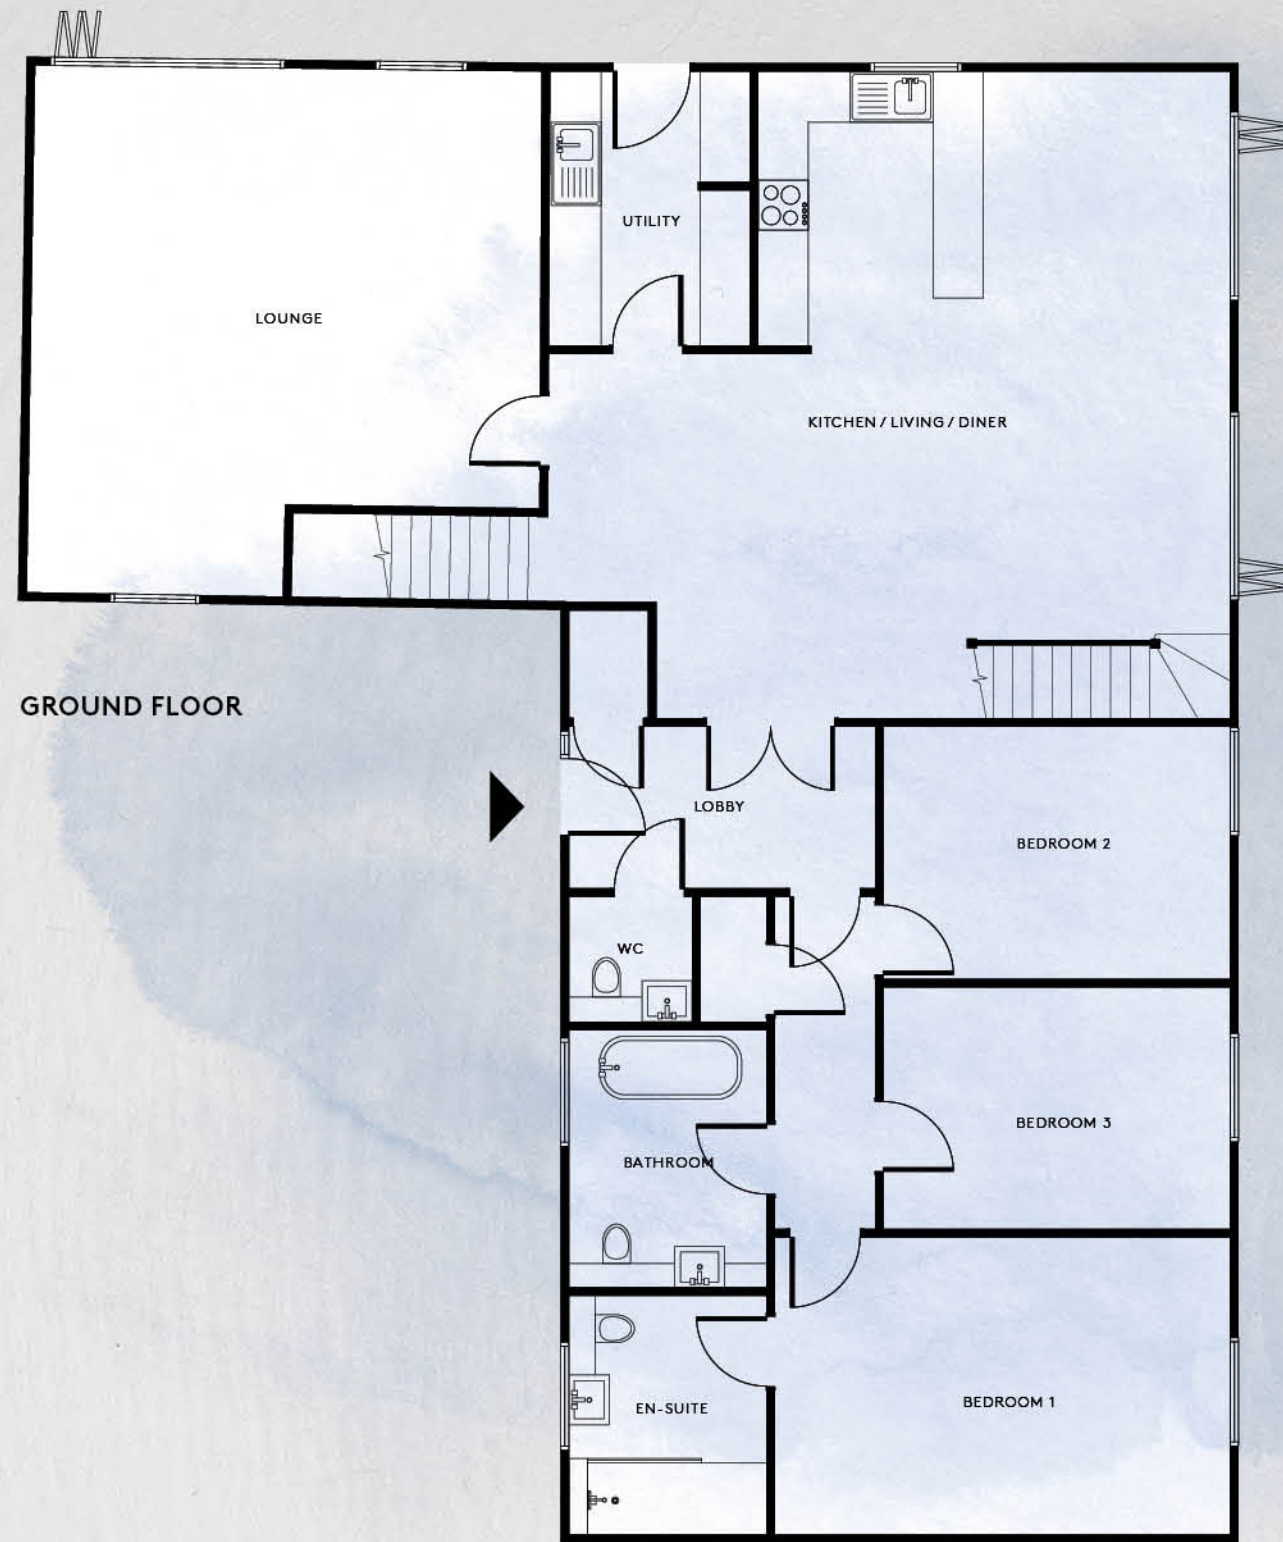 UTILITY
LOUNGE
KITCHEN / LIVING / DINER
GROUND FLOOR
LOBBY
BEDROOM 2
WC
BEDROOM 3
BATHROOM
BEDROOM 1
EN-SUITE